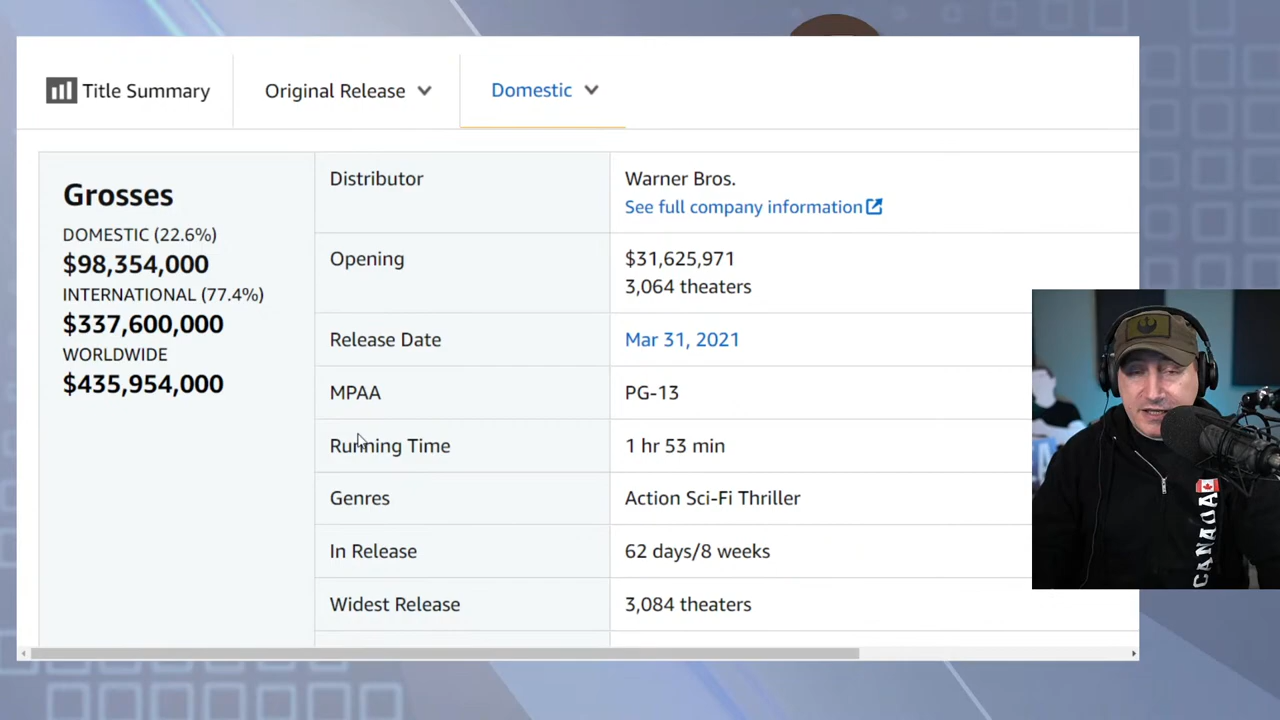 Title Summary
Original Release
Domestic
Grosses
DOMESTIC (22.6%)
$98,354,000
INTERNATIONAL (77.4%)
$337,600,000
WORLDWIDE
$435,954,000
Distributor
Warner Bros.
See full company information
Opening
$31,625,971
3,064 theaters
Release Date
Mar 31, 2021
MPAA
PG-13
Running Time
1 hr 53 min
Genres
Action Sci-Fi Thriller
In Release
62 days/8 weeks
Widest Release
3,084 theaters
CANADA